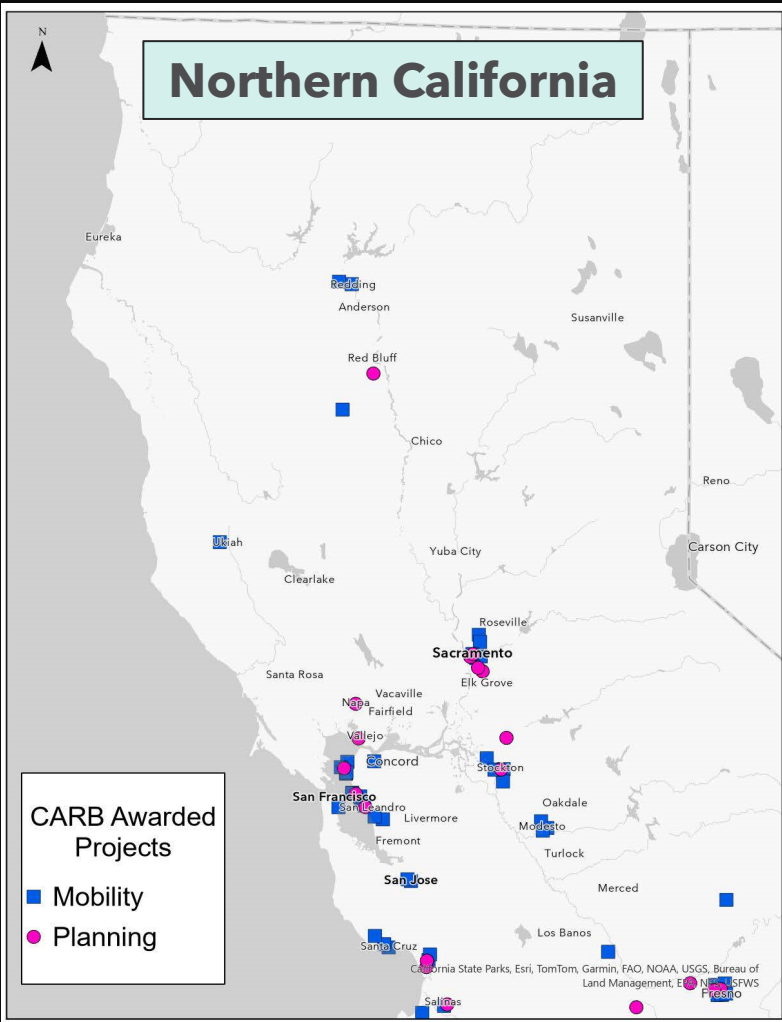 N
Northern California
Eureka
Redding
Anderson
Susanville
Red Bluff
Chico
Reno
Ukiah
Yuba City
Carson City
Clearlake
Roseville
Sacramento
Santa Rosa
Elk Grove
Vacaville
Napa
Fairfield
Vallejo
Concord
Stockton
San Francisco
Oakdale
San Leandro
Livermore
Modesto
Fremont
Turlock
San Jose
Merced
Los Banos
Santa Cruz
California State Parks, Esri, TomTom, Garmin, FAO, NOAA, USGS, Bureau of
Land Management, EPA, NPS, USFWS
Fresno
Salinas
CARB Awarded
Projects
Mobility
Planning